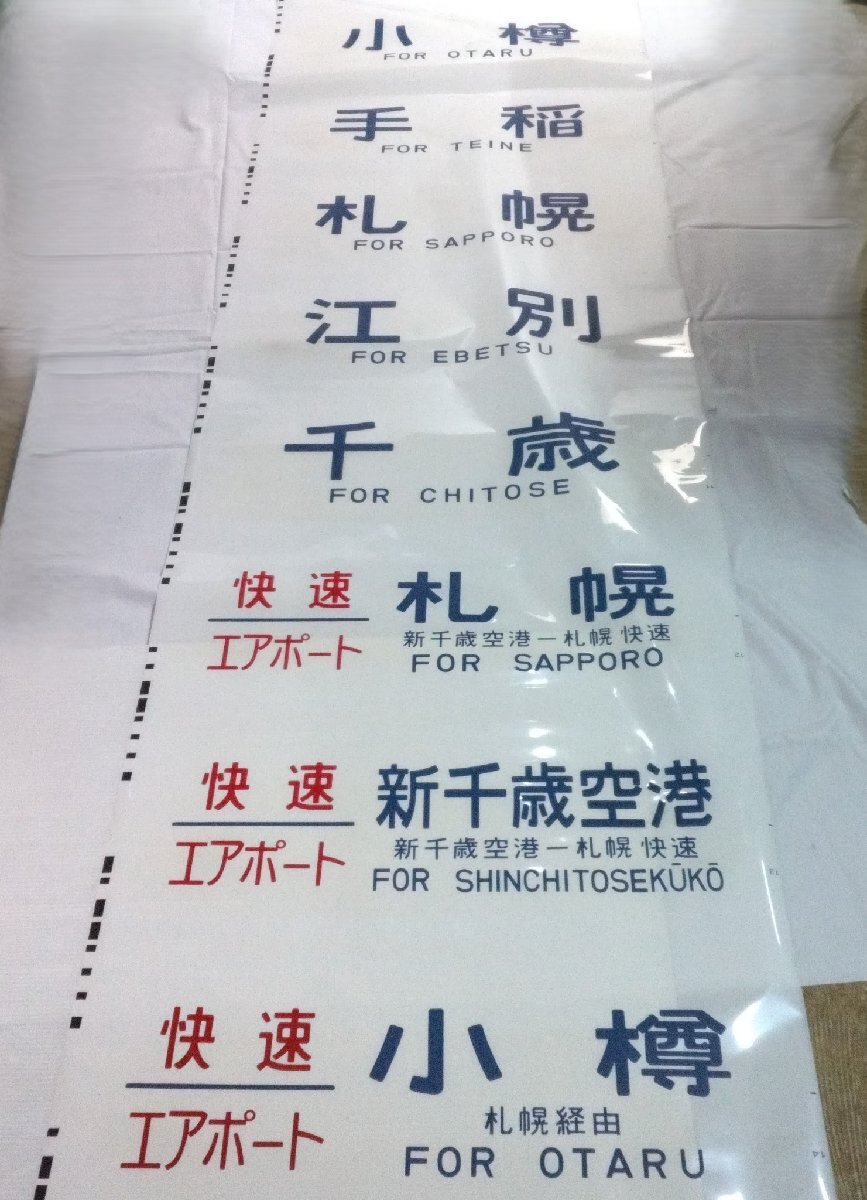 小樽
FOR OTARU
手稲
FOR TEINE
札幌
FOR SAPPORO
江別
FOR EBETSU
千歳
FOR CHITOSE
快速 札幌
エアポート 新千歳空港ー札幌 快速
FOR SAPPORO
快速 新千歳空港
エアポート 新千歳空港ー札幌 快速
FOR SHINCHITOSEKŪKŌ
快速 小樽
エアポート 札幌経由
FOR OTARU